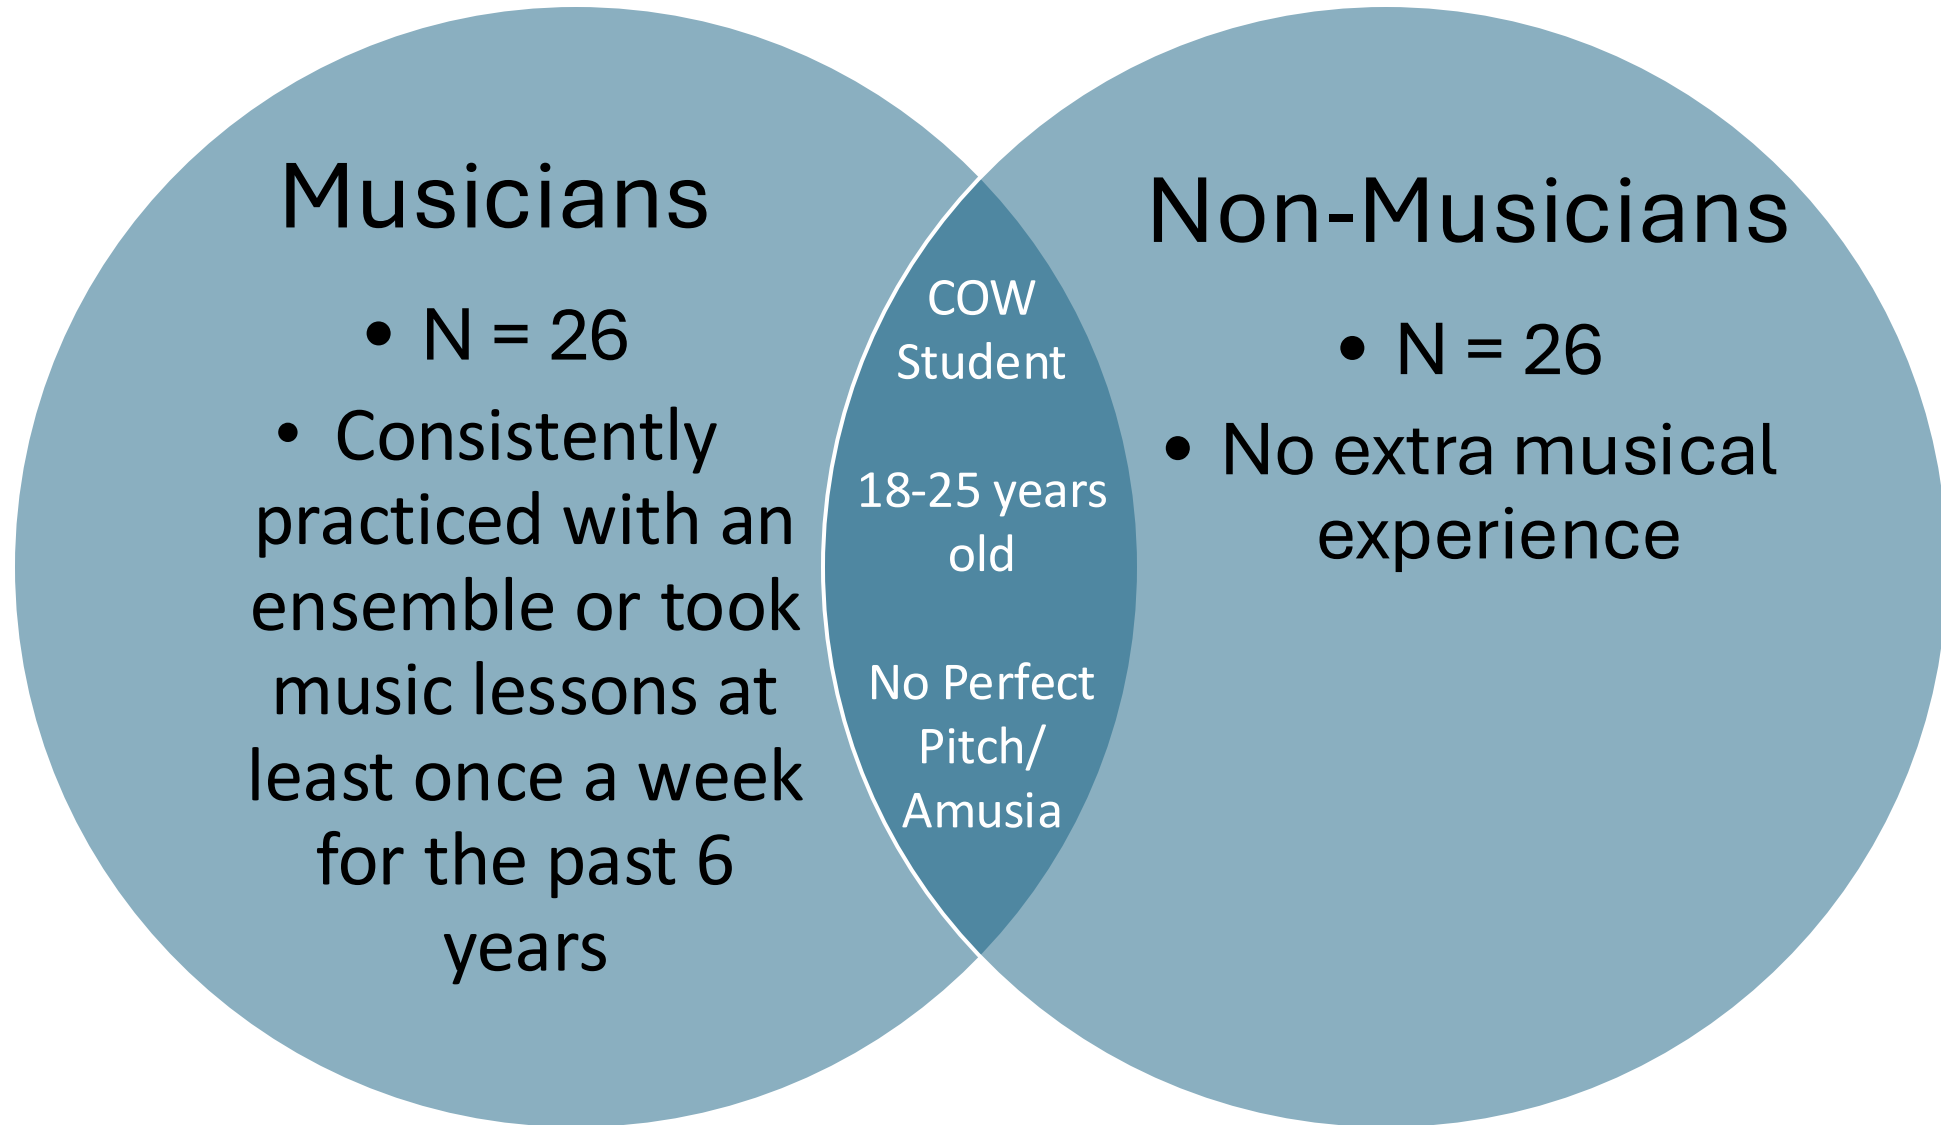 Musicians
• N = 26
• Consistently
practiced with an
ensemble or took
music lessons at
least once a week
for the past 6
years
COW
Student
18-25 years
old
No Perfect
Pitch/
Amusia
Non-Musicians
• N = 26
• No extra musical
experience